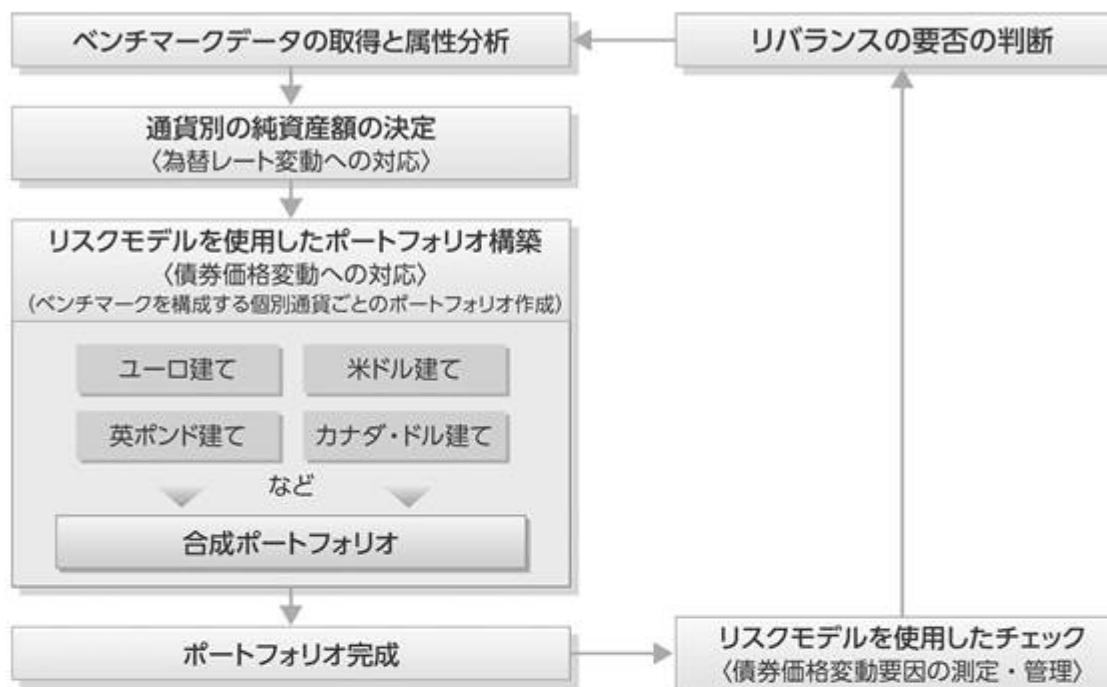 ベンチマークデータの取得と属性分析
リバランスの要否の判断
通貨別の純資産額の決定
〈為替レート変動への対応〉
リスクモデルを使用したポートフォリオ構築
〈債券価格変動への対応〉
(ベンチマークを構成する個別通貨ごとのポートフォリオ作成)
ユーロ建て
米ドル建て
英ポンド建て
カナダ・ドル建て
など
合成ポートフォリオ
ポートフォリオ完成
リスクモデルを使用したチェック
〈債券価格変動要因の測定・管理〉